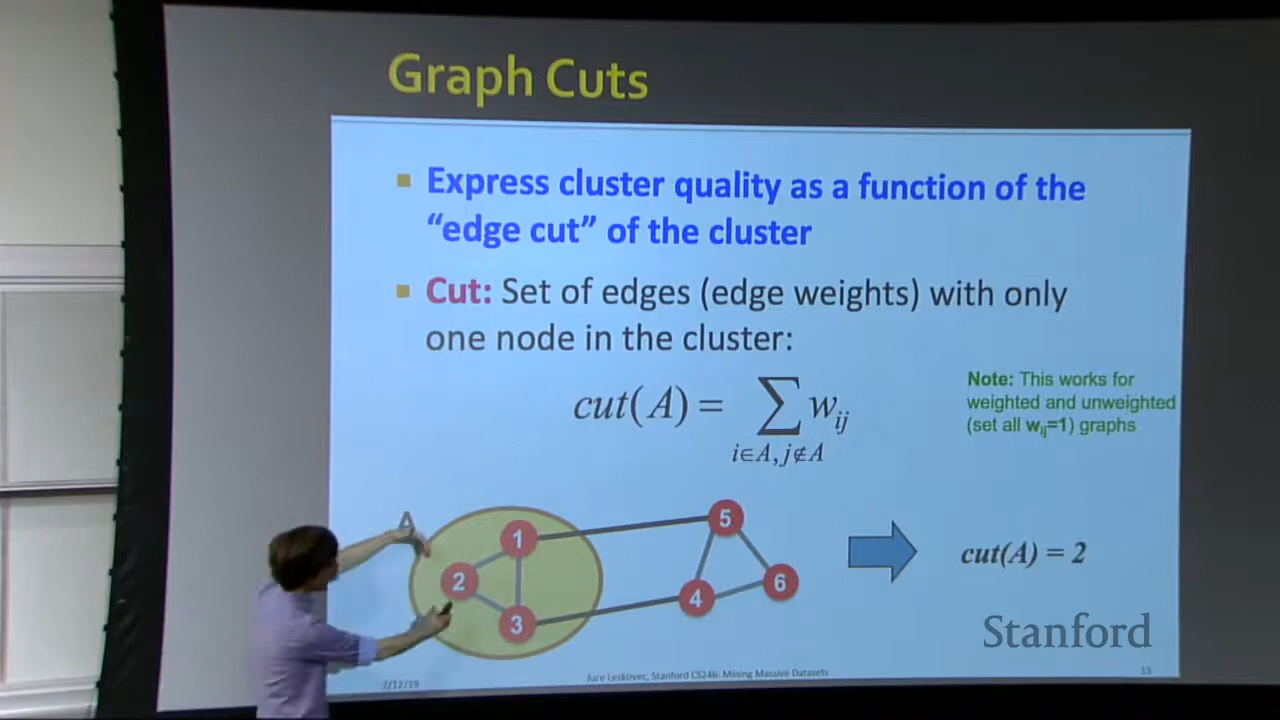 Graph Cuts
Express cluster quality as a function of the
“edge cut” of the cluster
Cut: Set of edges (edge weights) with only
one node in the cluster:
cut(A) = ∑ w_ij
i∈A, j∉A
Note: This works for
weighted and unweighted
(set all w_ij=1) graphs
A
1
2
3
5
4
6
cut(A) = 2
Stanford
2/12/19
Jure Leskovec, Stanford CS246: Mining Massive Datasets